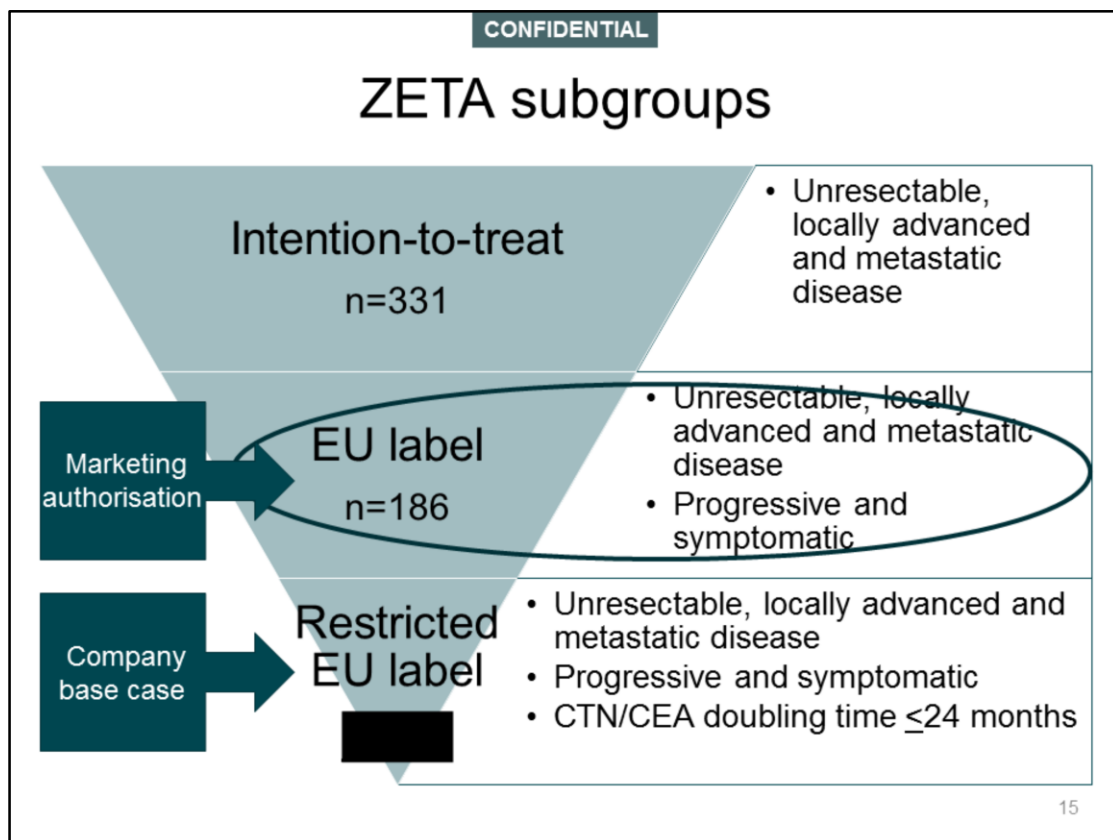 CONFIDENTIAL
ZETA subgroups
Intention-to-treat
n=331
• Unresectable,
locally advanced
and metastatic
disease
Marketing
authorisation
EU label
n=186
• Unresectable, locally
advanced and metastatic
disease
• Progressive and
symptomatic
Company
base case
Restricted
EU label
• Unresectable, locally advanced and
metastatic disease
• Progressive and symptomatic
• CTN/CEA doubling time ≤24 months
15